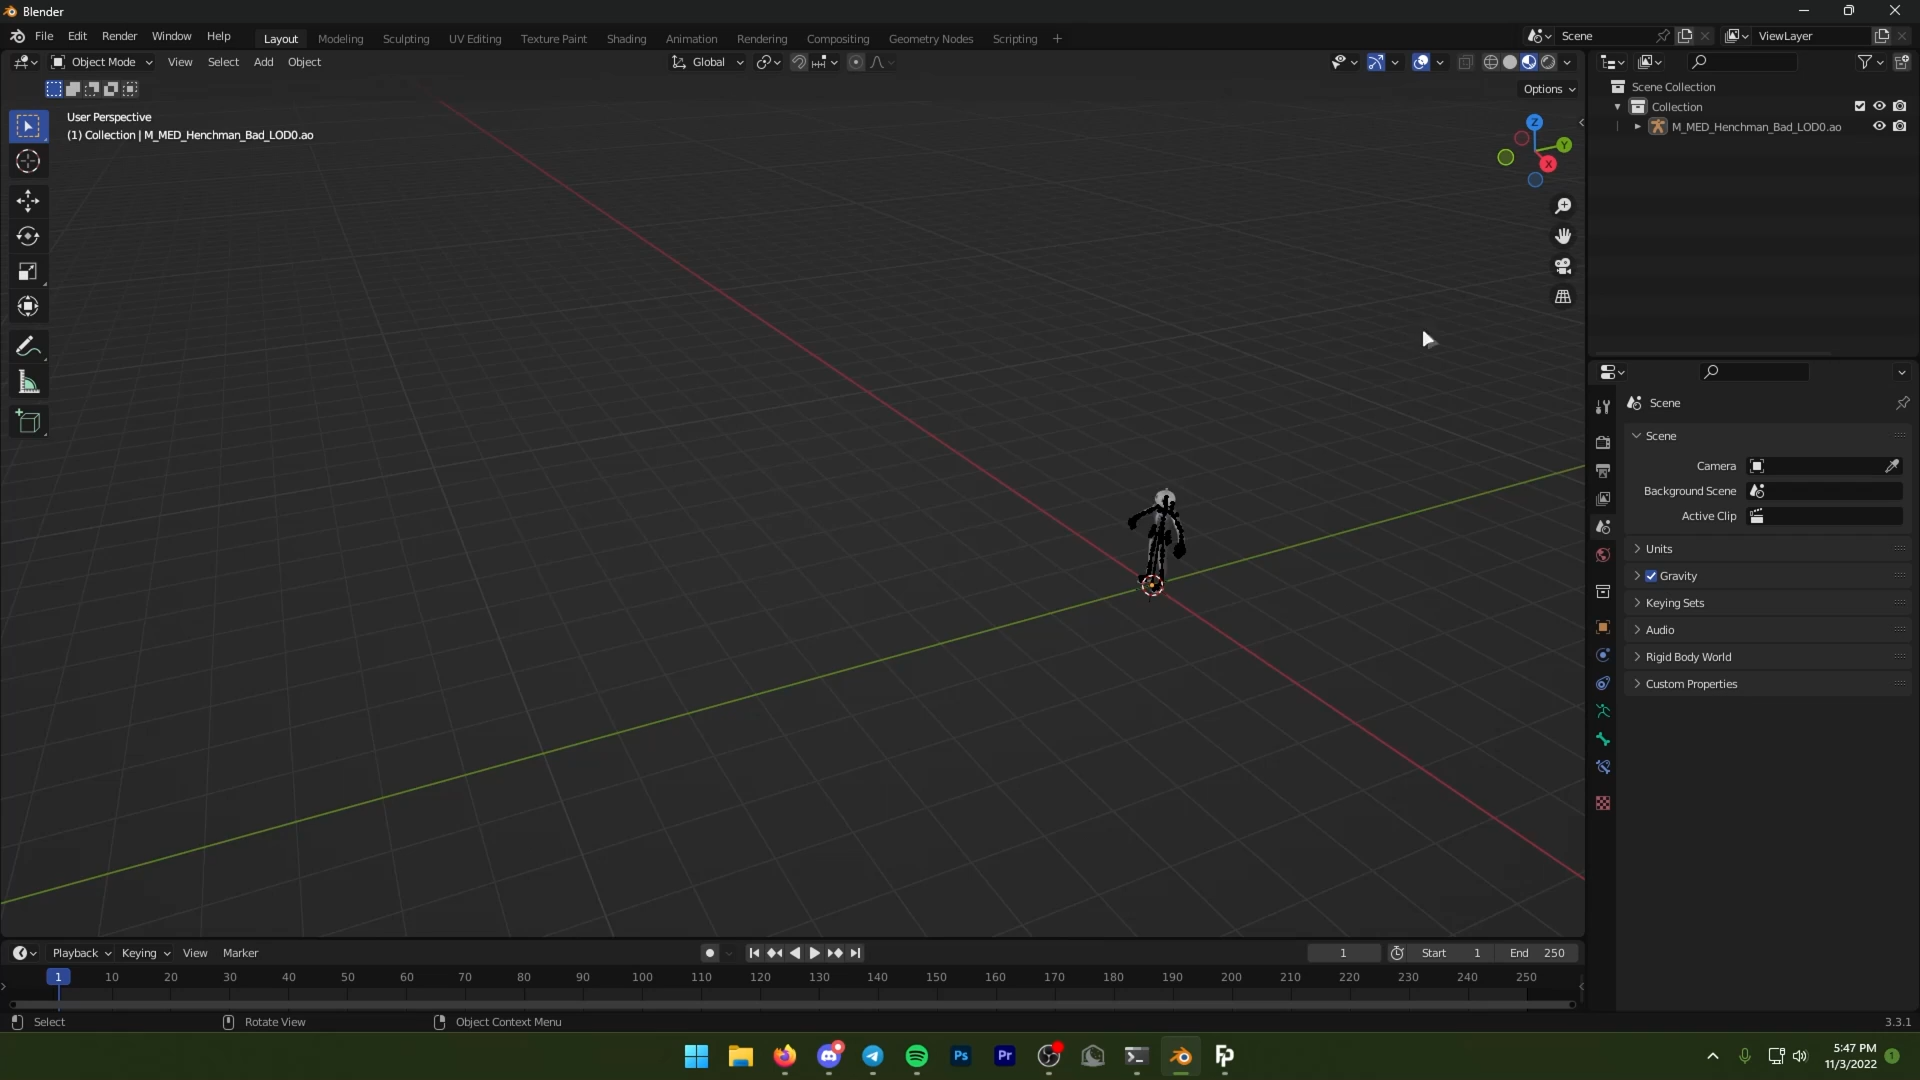 Blender
File Edit Render Window Help Layout Modeling Sculpting UV Editing Texture Paint Shading Animation Rendering Compositing Geometry Nodes Scripting + Scene ViewLayer
Object Mode View Select Add Object Global
Options
User Perspective
(1) Collection | M_MED_Henchman_Bad_LOD0.ao
Z
Y
X
Scene Collection
Collection
M_MED_Henchman_Bad_LOD0.ao
Scene
Scene
Camera
Background Scene
Active Clip
Units
Gravity
Keying Sets
Audio
Rigid Body World
Custom Properties
Playback Keying View Marker 1 Start 1 End 250
1 10 20 30 40 50 60 70 80 90 100 110 120 130 140 150 160 170 180 190 200 210 220 230 240 250
Select Rotate View Object Context Menu 3.3.1
Ps Pr
5:47 PM
11/3/2022
1